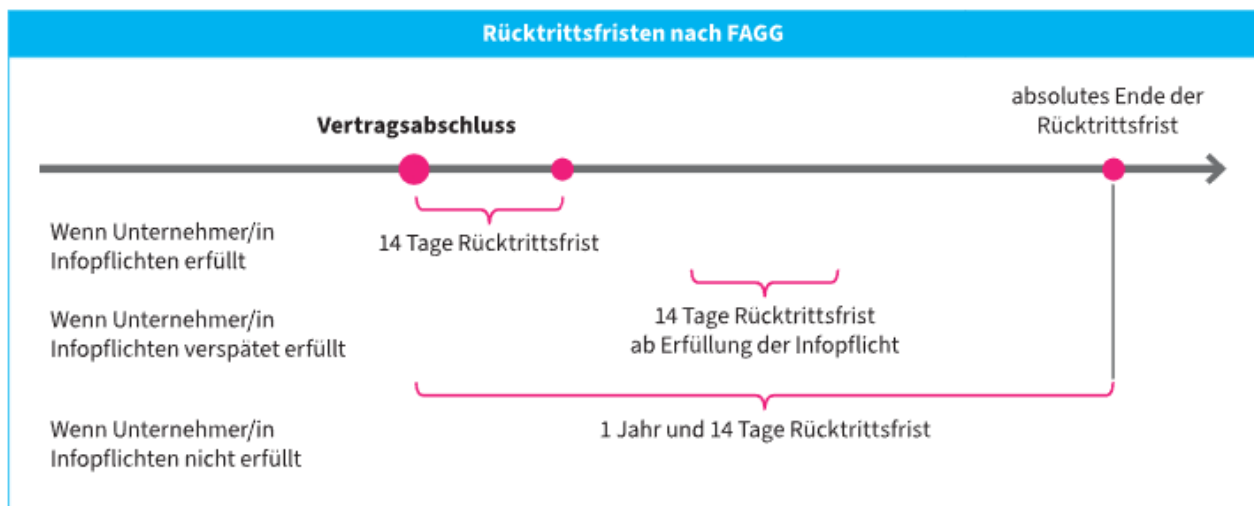 Rücktrittsfristen nach FAGG
absolutes Ende der
Rücktrittsfrist
Vertragsabschluss
Wenn Unternehmer/in
Infopflichten erfüllt
14 Tage Rücktrittsfrist
Wenn Unternehmer/in
Infopflichten verspätet erfüllt
14 Tage Rücktrittsfrist
ab Erfüllung der Infopflicht
Wenn Unternehmer/in
Infopflichten nicht erfüllt
1 Jahr und 14 Tage Rücktrittsfrist